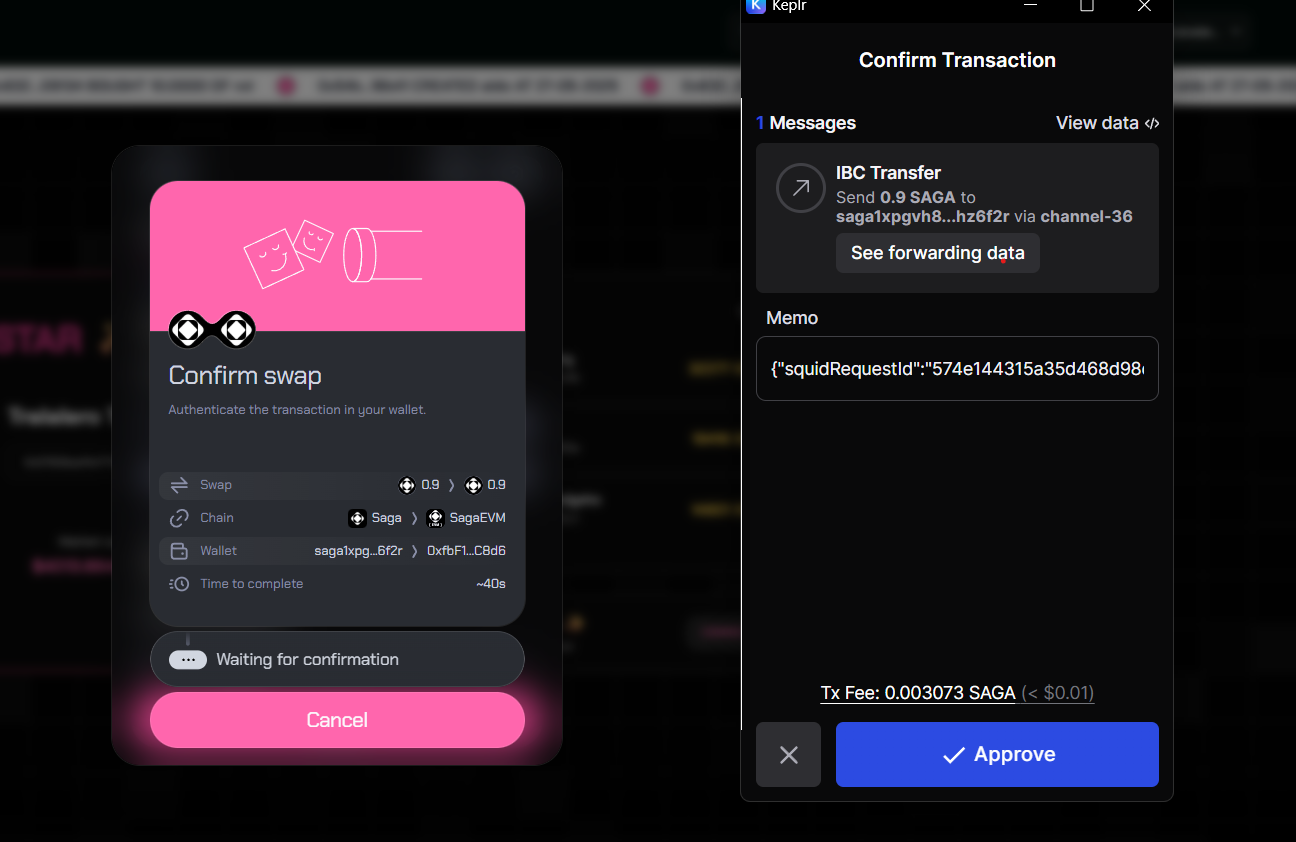 Confirm swap
Authenticate the transaction in your wallet.
Swap 0.9 0.9
Chain Saga SagaEVM
Wallet saga1xpg...6f2r 0xfbF1...C8d6
Time to complete ~40s
Waiting for confirmation
Cancel
Keplr
Confirm Transaction
1 Messages View data </>
IBC Transfer
Send 0.9 SAGA to
saga1xpgvh8...hz6f2r via channel-36
See forwarding data
Memo
{"squidRequestId":"574e144315a35d468d98
Tx Fee: 0.003073 SAGA (< $0.01)
Approve
STAR
Tralalero